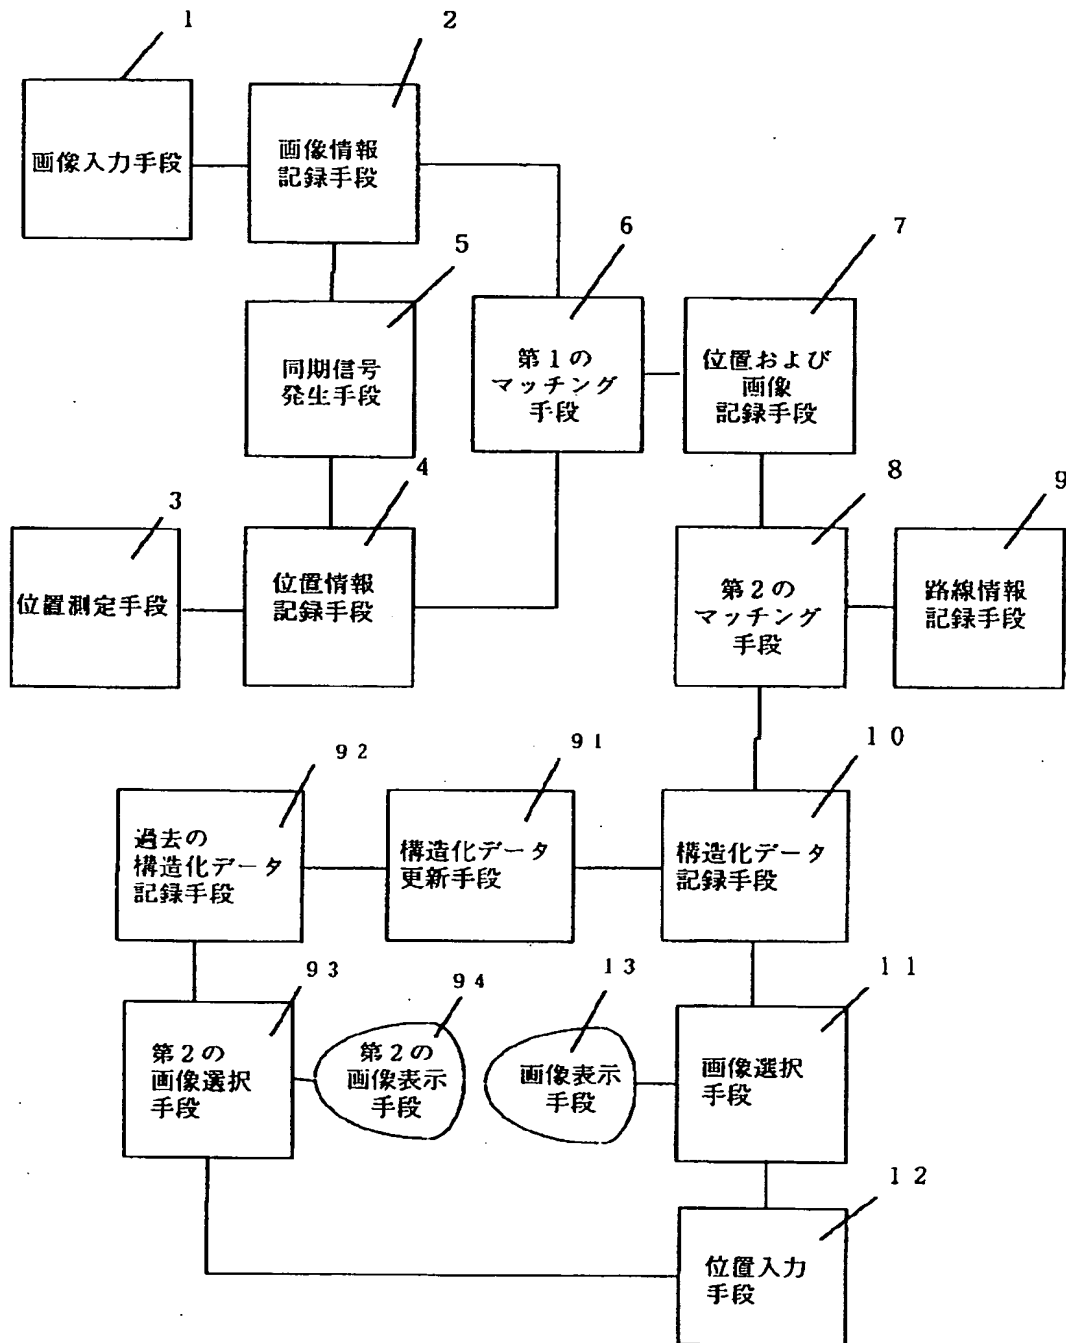 1
2
画像入力手段
画像情報
記録手段
5
6
7
同期信号
発生手段
第1の
マッチング
手段
位置および
画像
記録手段
3
4
8
9
位置測定手段
位置情報
記録手段
第2の
マッチング
手段
路線情報
記録手段
92
91
10
過去の
構造化データ
記録手段
構造化データ
更新手段
構造化データ
記録手段
93
94
13
11
第2の
画像選択
手段
第2の
画像表示
手段
画像表示
手段
画像選択
手段
12
位置入力
手段